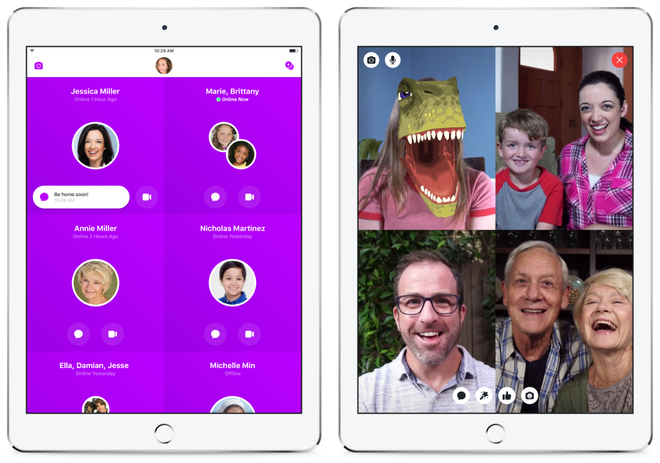 10:29 AM
Jessica Miller
Online 1 Hour Ago
Marie, Brittany
Online Now
Be home soon!
10:29 AM
Annie Miller
Online 2 Hours Ago
Nicholas Martinez
Online Yesterday
Ella, Damian, Jesse
Online Yesterday
Michelle Min
Offline